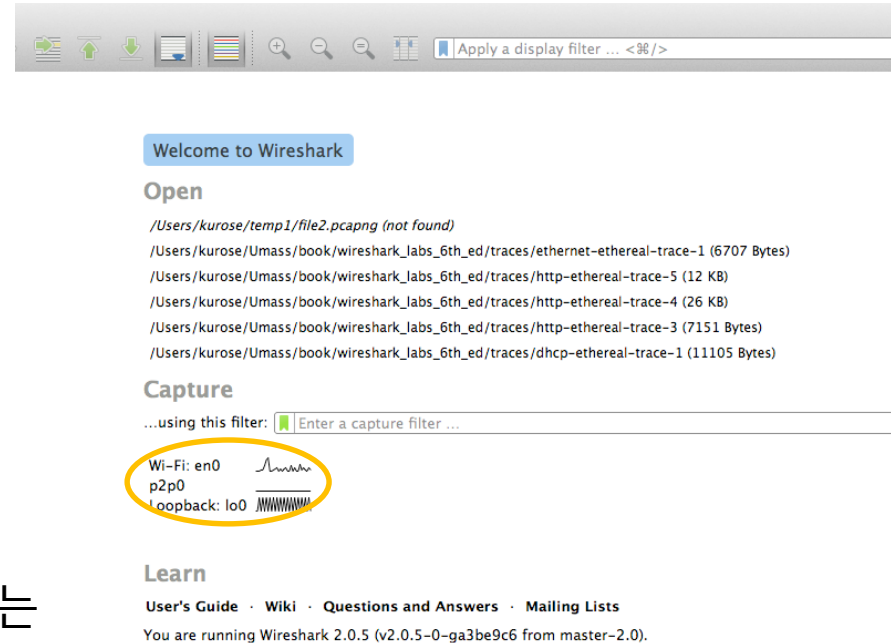 Apply a display filter ... <⌘/>
Welcome to Wireshark
Open
/Users/kurose/temp1/file2.pcapng (not found)
/Users/kurose/Umass/book/wireshark_labs_6th_ed/traces/ethernet-ethereal-trace-1 (6707 Bytes)
/Users/kurose/Umass/book/wireshark_labs_6th_ed/traces/http-ethereal-trace-5 (12 KB)
/Users/kurose/Umass/book/wireshark_labs_6th_ed/traces/http-ethereal-trace-4 (26 KB)
/Users/kurose/Umass/book/wireshark_labs_6th_ed/traces/http-ethereal-trace-3 (7151 Bytes)
/Users/kurose/Umass/book/wireshark_labs_6th_ed/traces/dhcp-ethereal-trace-1 (11105 Bytes)
Capture
...using this filter: Enter a capture filter ...
Wi-Fi: en0
p2p0
Loopback: lo0
Learn
User's Guide · Wiki · Questions and Answers · Mailing Lists
You are running Wireshark 2.0.5 (v2.0.5-0-ga3be9c6 from master-2.0).